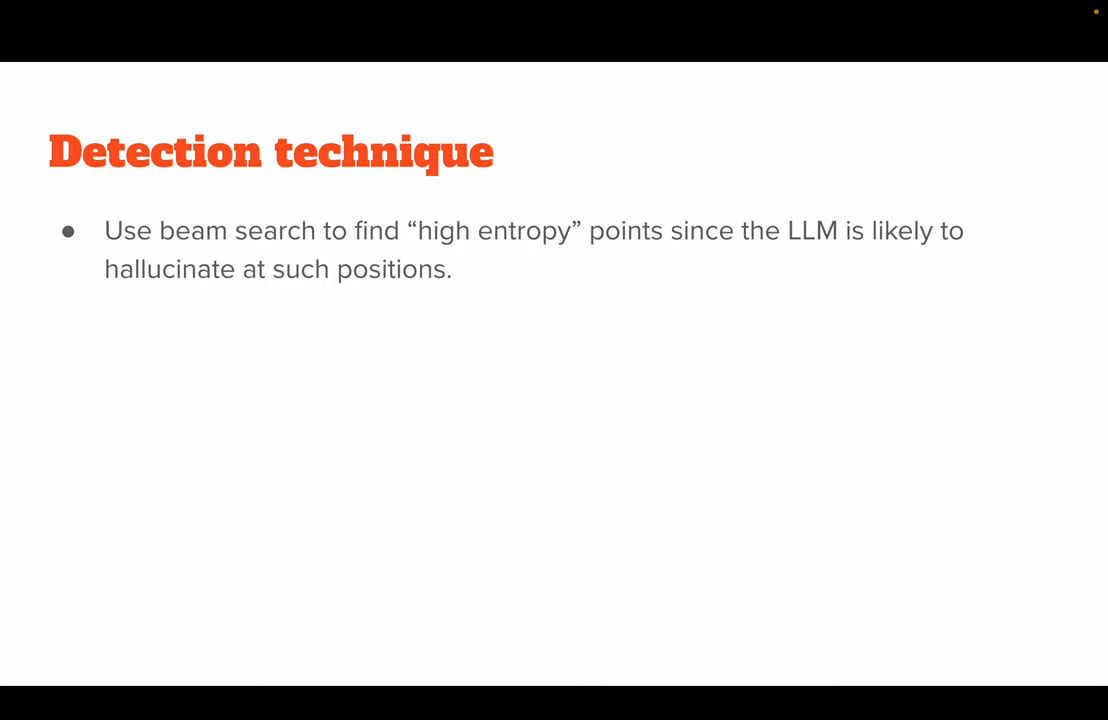 Detection technique
● Use beam search to find “high entropy” points since the LLM is likely to
hallucinate at such positions.